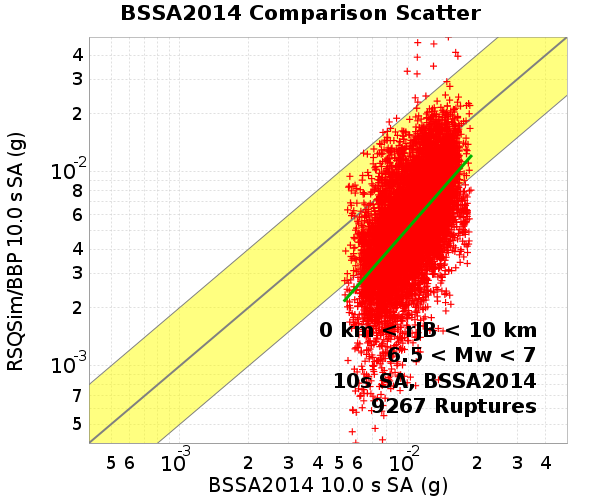 BSSA2014 Comparison Scatter
RSQSim/BBP 10.0 s SA (g)
4
3
2
10-2
8
6
4
3
2
10-3
7
5
0 km < rJB < 10 km
6.5 < Mw < 7
10s SA, BSSA2014
9267 Ruptures
5 6 10-3 2 3 4 5 6 10-2 2 3 4
BSSA2014 10.0 s SA (g)